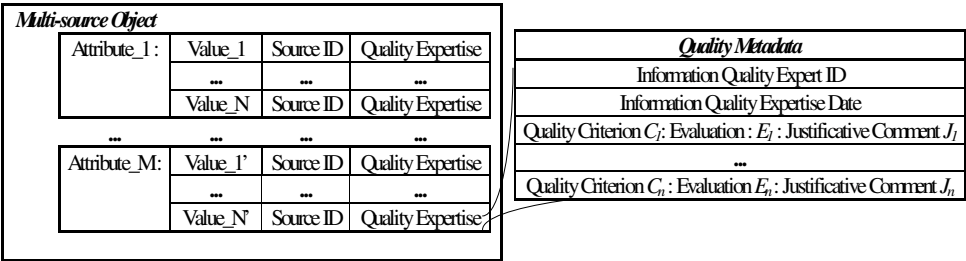 Multi-source Object
Attribute_1 : Value_1 Source ID Quality Expertise
... ... ...
Value_N Source ID Quality Expertise
... ... ... ...
Attribute_M: Value_1’ Source ID Quality Expertise
... ... ...
Value_N’ Source ID Quality Expertise
Quality Metadata
Information Quality Expert ID
Information Quality Expertise Date
Quality Criterion C1: Evaluation : E1 : Justificative Comment J1
...
Quality Criterion Cn : Evaluation En : Justificative Comment Jn